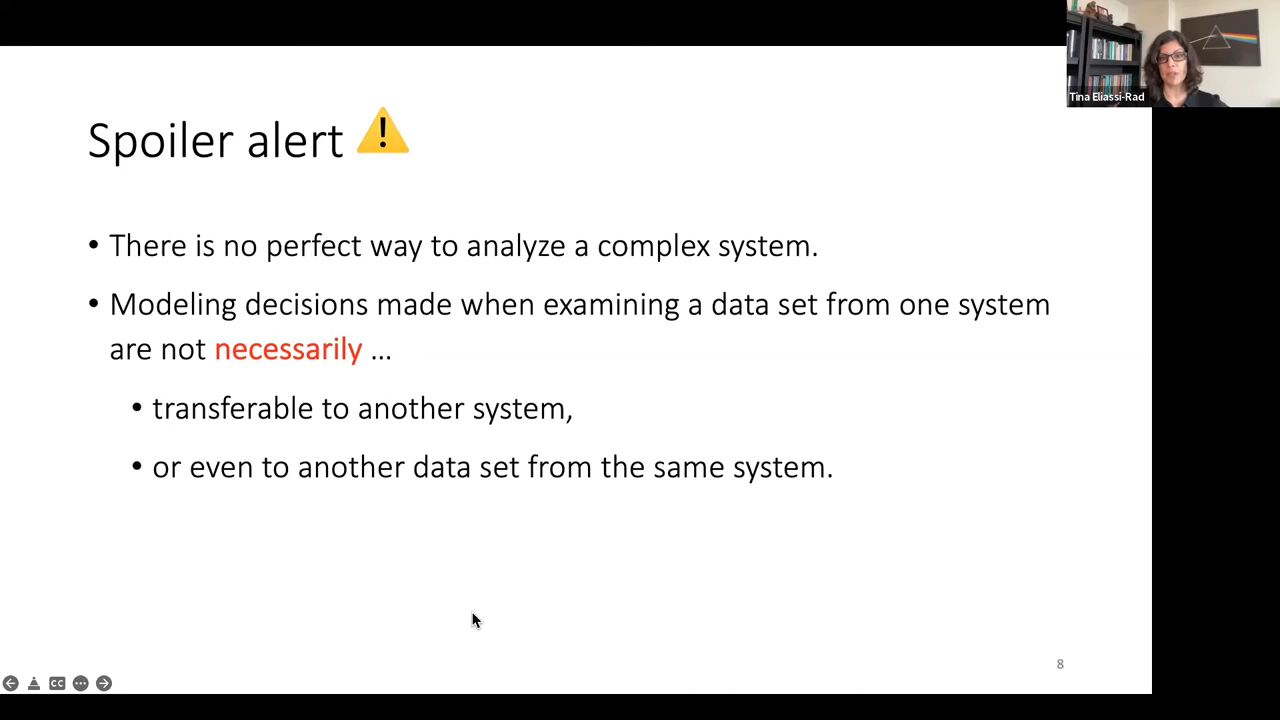 Tina Eliassi-Rad
Spoiler alert
• There is no perfect way to analyze a complex system.
• Modeling decisions made when examining a data set from one system
are not necessarily ...
• transferable to another system,
• or even to another data set from the same system.
8
CC